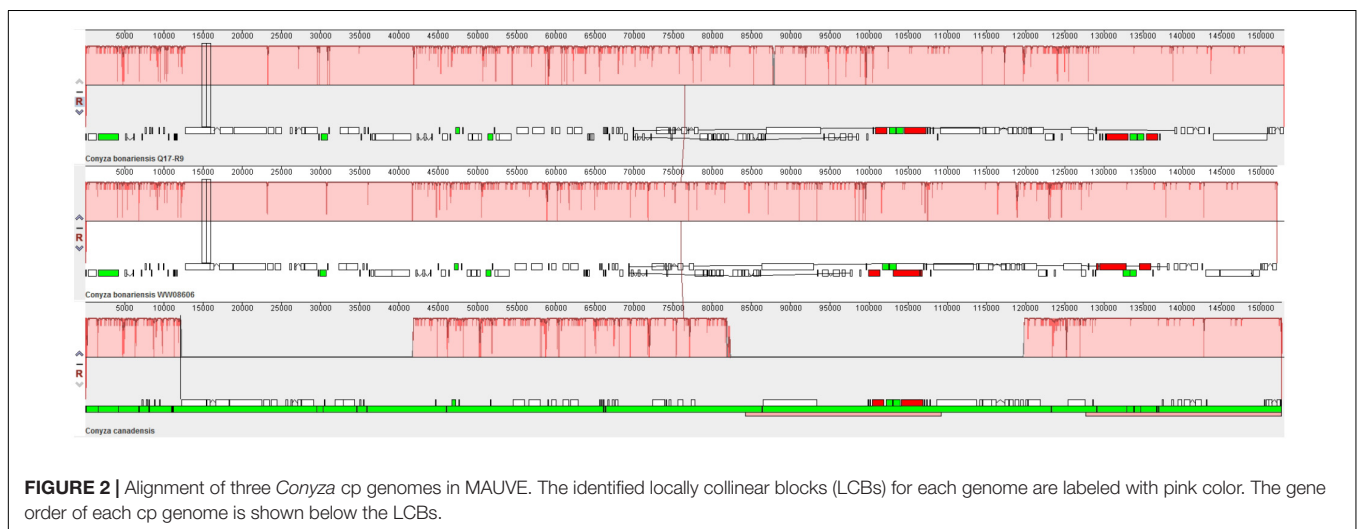 5000 10000 15000 20000 25000 30000 35000 40000 45000 50000 55000 60000 65000 70000 75000 80000 85000 90000 95000 100000 105000 110000 115000 120000 125000 130000 135000 140000 145000 150000
R
Conyza bonariensis Q17-R9
5000 10000 15000 20000 25000 30000 35000 40000 45000 50000 55000 60000 65000 70000 75000 80000 85000 90000 95000 100000 105000 110000 115000 120000 125000 130000 135000 140000 145000 150000
R
Conyza bonariensis WW08606
5000 10000 15000 20000 25000 30000 35000 40000 45000 50000 55000 60000 65000 70000 75000 80000 85000 90000 95000 100000 105000 110000 115000 120000 125000 130000 135000 140000 145000 150000
R
Conyza canadensis
FIGURE 2 | Alignment of three Conyza cp genomes in MAUVE. The identified locally collinear blocks (LCBs) for each genome are labeled with pink color. The gene
order of each cp genome is shown below the LCBs.